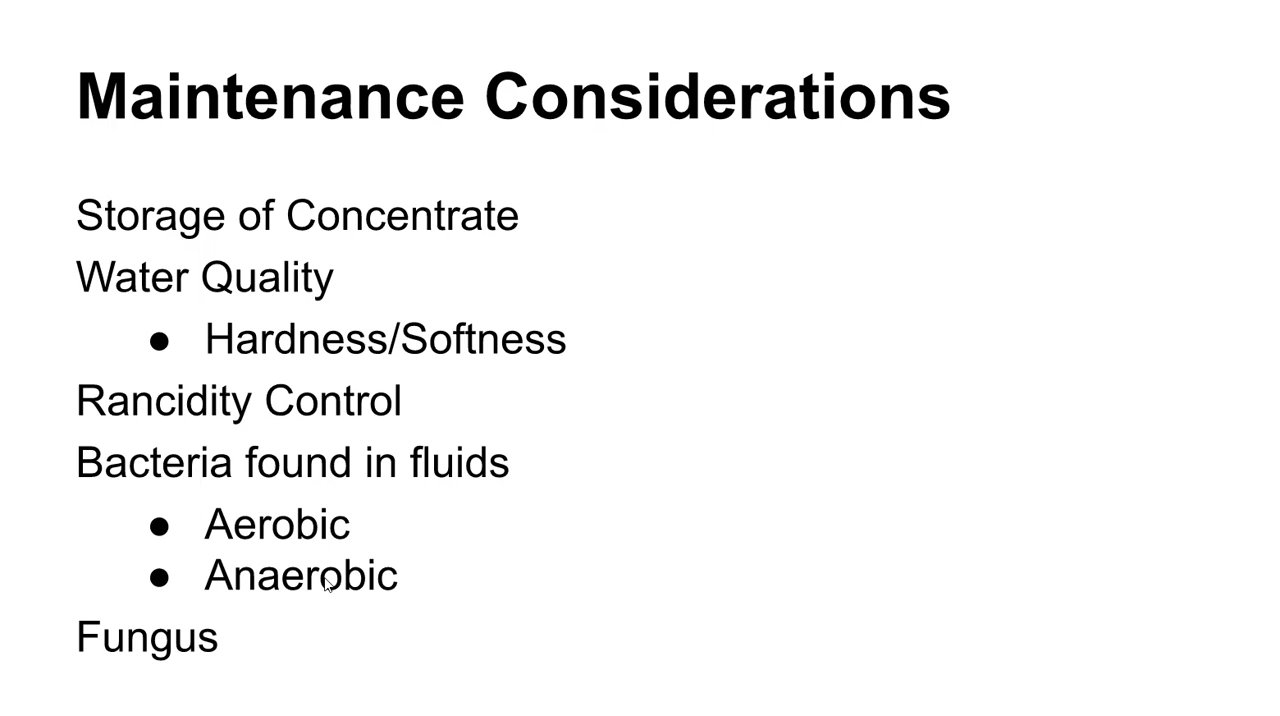 Maintenance Considerations
Storage of Concentrate
Water Quality
● Hardness/Softness
Rancidity Control
Bacteria found in fluids
● Aerobic
● Anaerobic
Fungus